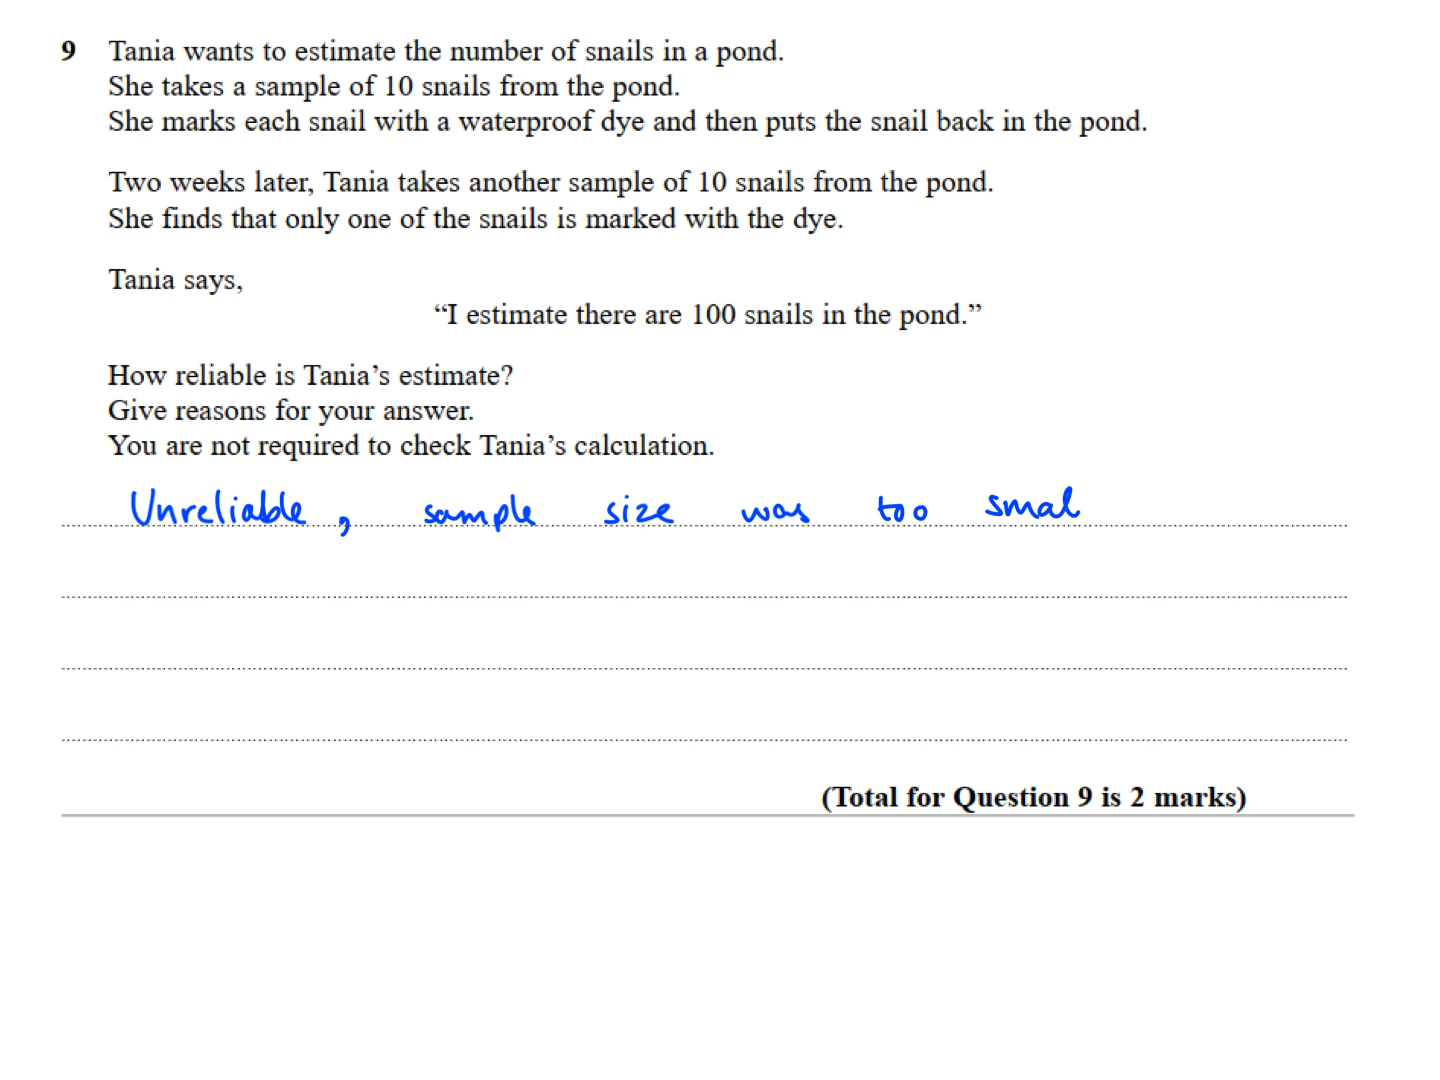 9 Tania wants to estimate the number of snails in a pond.
She takes a sample of 10 snails from the pond.
She marks each snail with a waterproof dye and then puts the snail back in the pond.
Two weeks later, Tania takes another sample of 10 snails from the pond.
She finds that only one of the snails is marked with the dye.
Tania says,
“I estimate there are 100 snails in the pond.”
How reliable is Tania’s estimate?
Give reasons for your answer.
You are not required to check Tania’s calculation.
Unreliable, sample size was too smal
(Total for Question 9 is 2 marks)